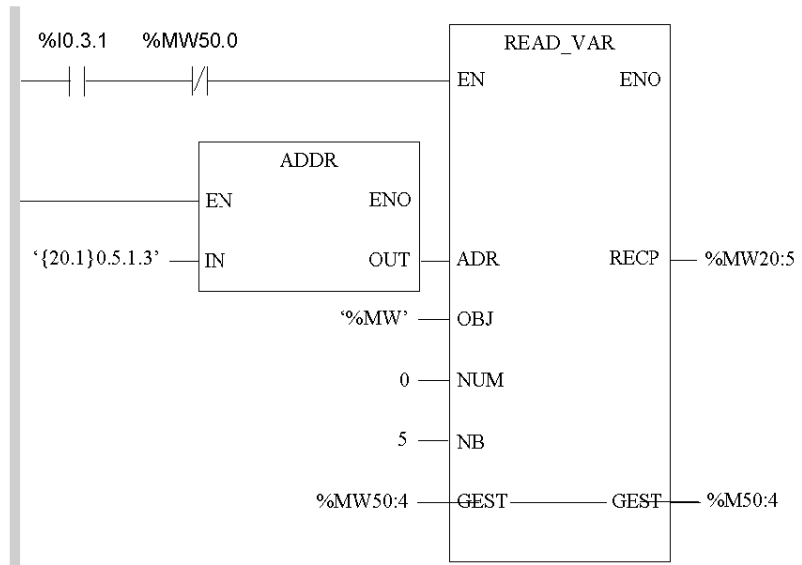 %I0.3.1 %MW50.0 READ_VAR
EN ENO
ADDR
EN ENO
‘{20.1}0.5.1.3’ IN OUT ADR RECP %MW20:5
‘%MW’ OBJ
0 NUM
5 NB
%MW50:4 GEST GEST %M50:4